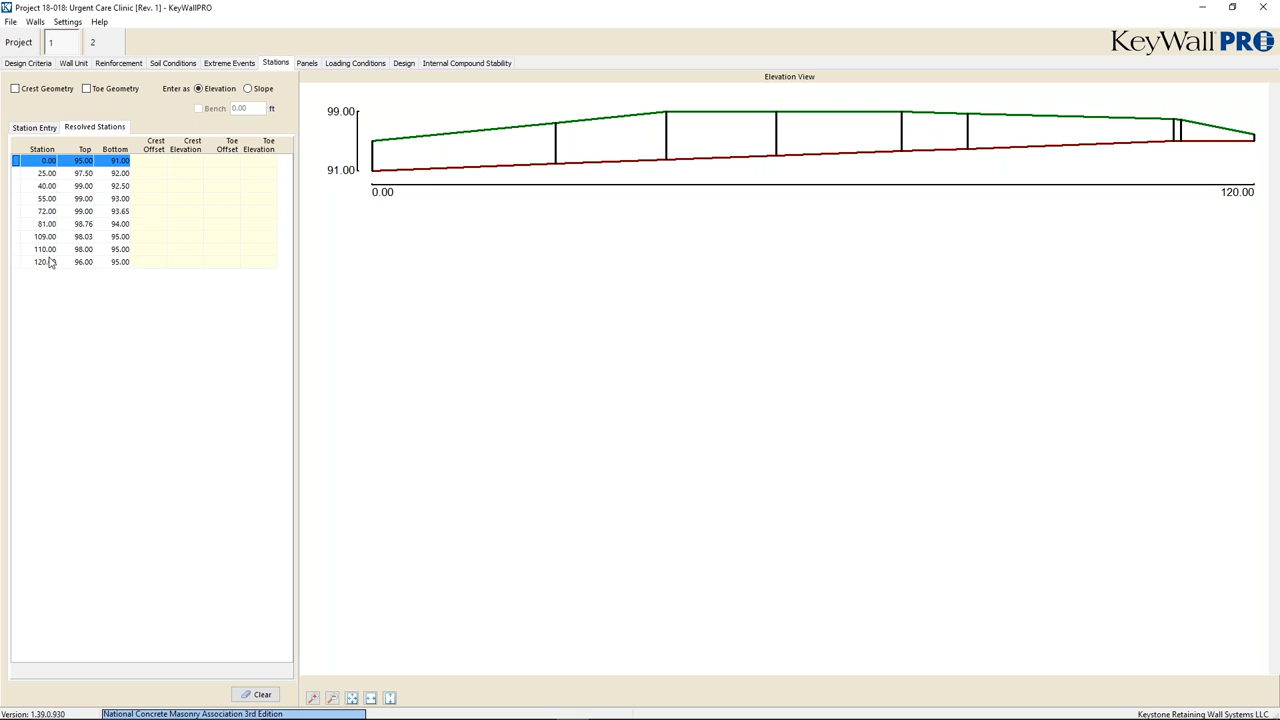 Project 18-018: Urgent Care Clinic [Rev. 1] - KeyWallPRO
File Walls Settings Help
Project 1 2
KeyWall PRO
Design Criteria Wall Unit Reinforcement Soil Conditions Extreme Events Stations Panels Loading Conditions Design Internal Compound Stability
Elevation View
Crest Geometry Toe Geometry Enter as Elevation Slope
Bench 0.00 ft
Station Entry Resolved Stations
Station Top Bottom Crest Offset Crest Elevation Toe Offset Toe Elevation
0.00 95.00 91.00
25.00 97.50 92.00
40.00 99.00 92.50
55.00 99.00 93.00
72.00 99.00 93.65
81.00 98.76 94.00
109.00 98.03 95.00
110.00 98.00 95.00
96.00 95.00
99.00
91.00
0.00 120.00
Clear
Version: 1.39.0.930 National Concrete Masonry Association 3rd Edition Keystone Retaining Wall Systems LLC